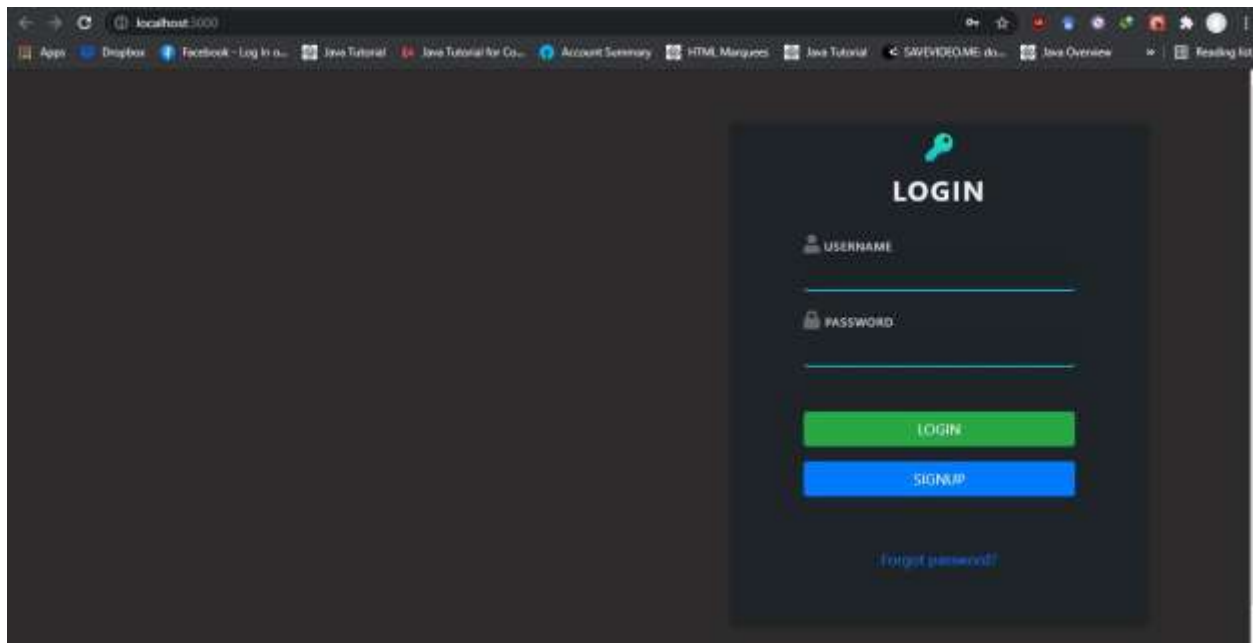 localhost:3000
Apps Dropbox Facebook - Log In o... Java Tutorial Java Tutorial for Co... Account Summary HTML Marquees Java Tutorial SAVEVIDEO.ME: do... Java Overview » Reading list
LOGIN
USERNAME
PASSWORD
LOGIN
SIGNUP
Forgot password?